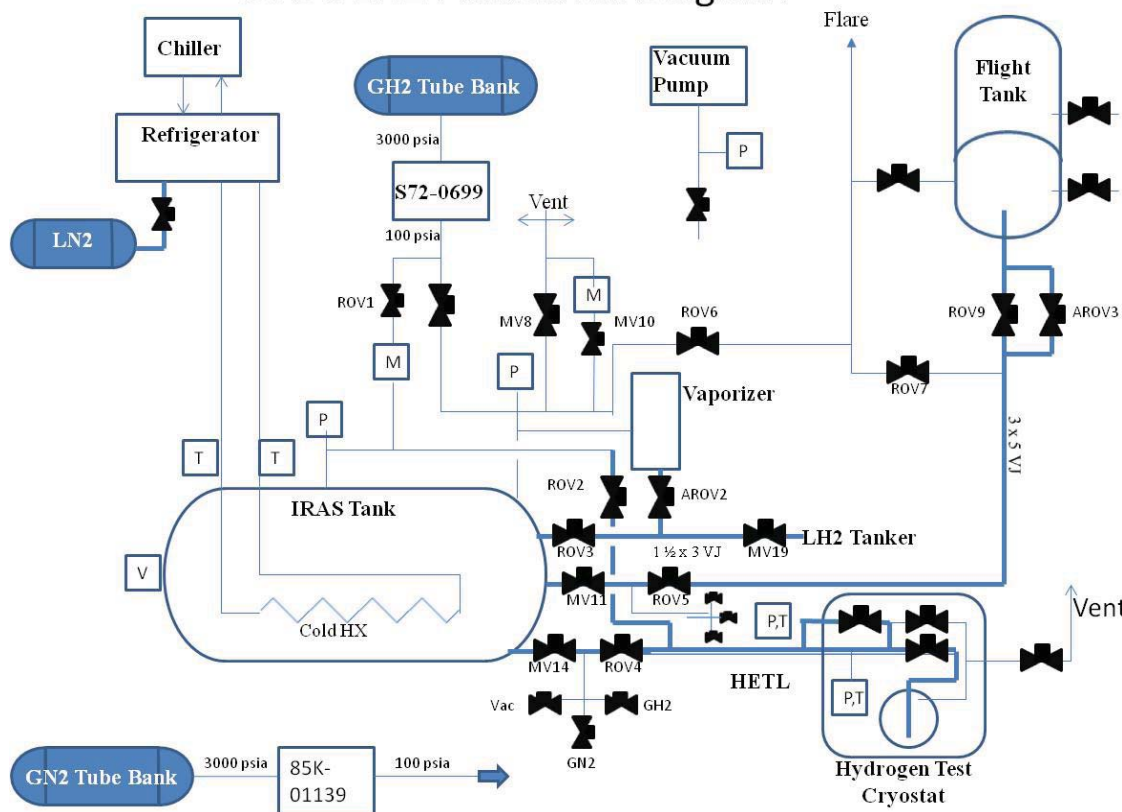 Chiller
Refrigerator
LN2
GH2 Tube Bank
3000 psia
S72-0699
100 psia
Vent
Vacuum
Pump
P
Flare
Flight
Tank
ROV1
M
MV8
M
MV10
ROV6
ROV9
AROV3
M
P
Vaporizer
ROV7
P
T
T
3 x 5 VJ
ROV2
AROV2
IRAS Tank
ROV3
1 ½ x 3 VJ
MV19
LH2 Tanker
V
MV11
ROV5
Cold HX
P,T
Vent
MV14
ROV4
HETL
P,T
Vac
GH2
GN2
Hydrogen Test
Cryostat
GN2 Tube Bank
3000 psia
85K-
01139
100 psia